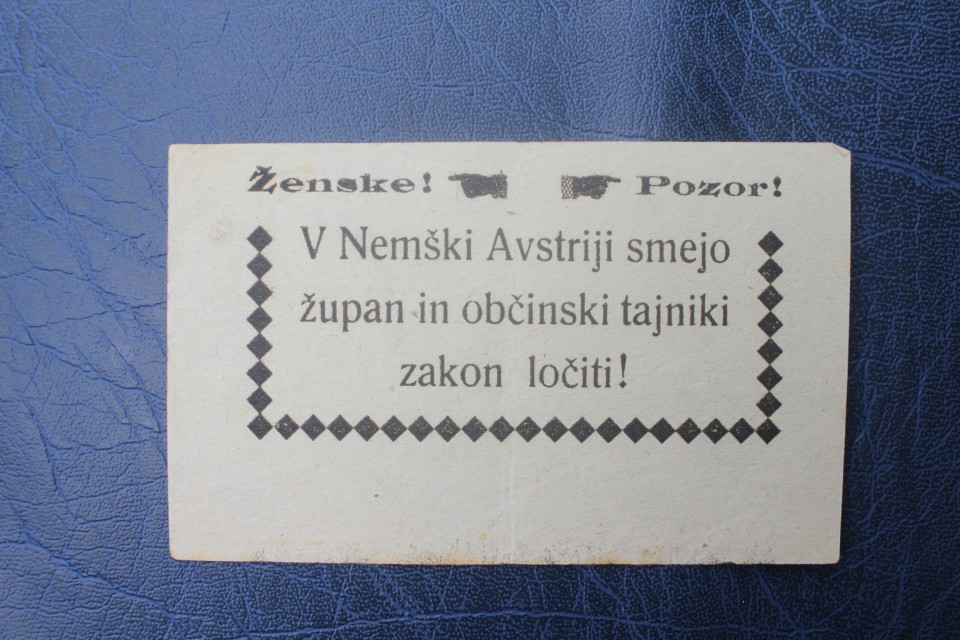 Ženske! Pozor!
V Nemški Avstriji smejo
župan in občinski tajniki
zakon ločiti!